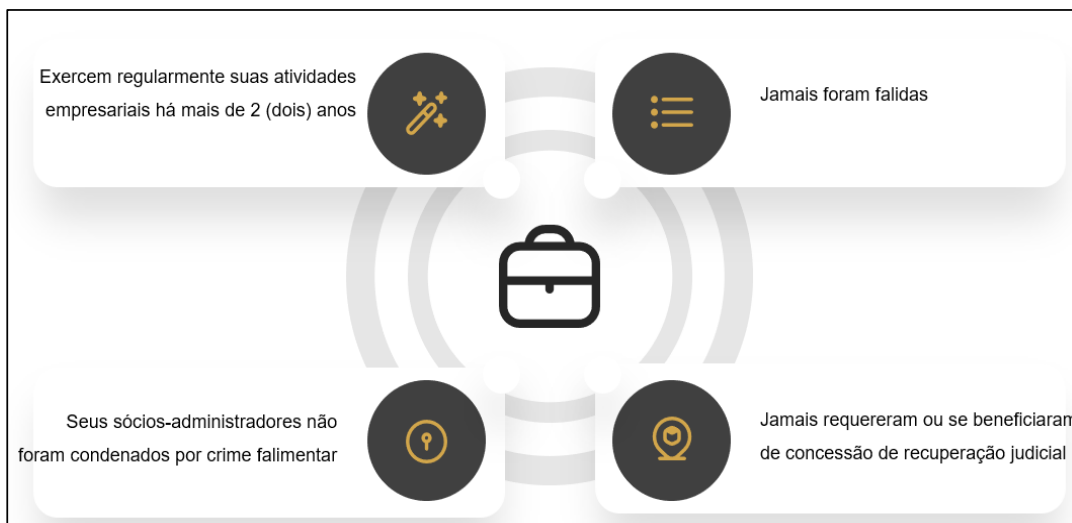 Exercem regularmente suas atividades
empresariais há mais de 2 (dois) anos
Jamais foram falidas
Seus sócios-administradores não
foram condenados por crime falimentar
Jamais requereram ou se beneficiaram
de concessão de recuperação judicial